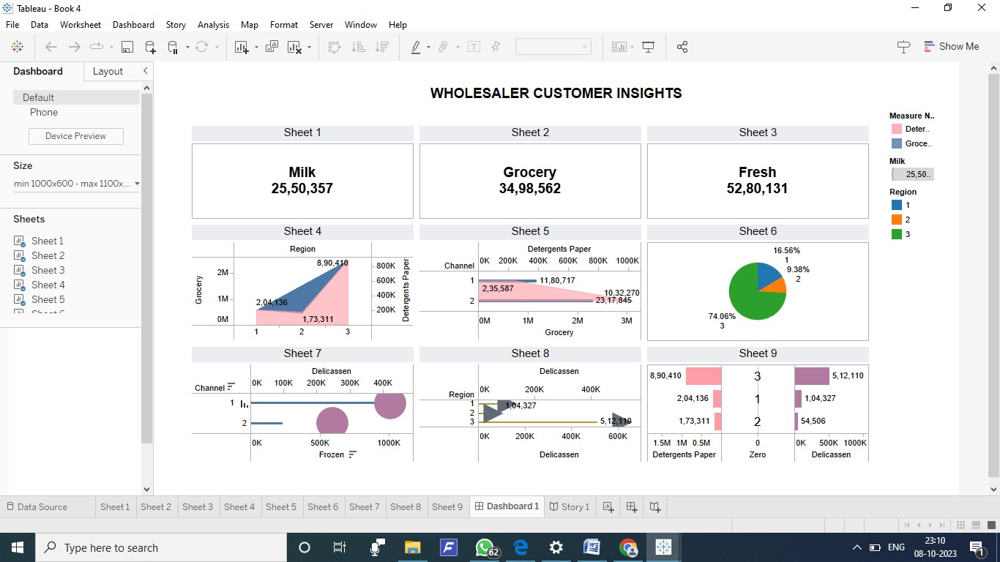 Tableau - Book 4
File Data Worksheet Dashboard Story Analysis Map Format Server Window Help
Show Me
Dashboard Layout
Default
Phone
Device Preview
Size
min 1000x600 - max 1100x...
Sheets
Sheet 1
Sheet 2
Sheet 3
Sheet 4
Sheet 5
WHOLESALER CUSTOMER INSIGHTS
Sheet 1
Milk
25,50,357
Sheet 2
Grocery
34,98,562
Sheet 3
Fresh
52,80,131
Sheet 4
Region
Grocery
2M
1M
0M
8,90,410
2,04,136
1,73,311
800K
600K
400K
200K
Detergents Paper
1 2 3
Sheet 5
Detergents Paper
Channel 0K 200K 400K 600K 800K 1000K
1 11,80,717
2,35,587
10,32,270
2 23,17,845
0M 1M 2M 3M
Grocery
Sheet 6
16.56%
1
9.38%
2
74.06%
3
Sheet 7
Delicassen
Channel 0K 100K 200K 300K 400K
1
2
0K 500K 1000K
Frozen
Sheet 8
Delicassen
Region 0K 200K 400K
1 1,04,327
2
3 5,12,110
0K 200K 400K 600K
Delicassen
Sheet 9
8,90,410 3 5,12,110
2,04,136 1 1,04,327
1,73,311 2 54,506
1.5M 1M 0.5M 0 0K 500K 1000K
Detergents Paper Zero Delicassen
Measure N..
Deter..
Groce..
Milk
25,50..
Region
1
2
3
Data Source Sheet 1 Sheet 2 Sheet 3 Sheet 4 Sheet 5 Sheet 6 Sheet 7 Sheet 8 Sheet 9 Dashboard 1 Story 1
Type here to search
62
ENG
23:10
08-10-2023
1